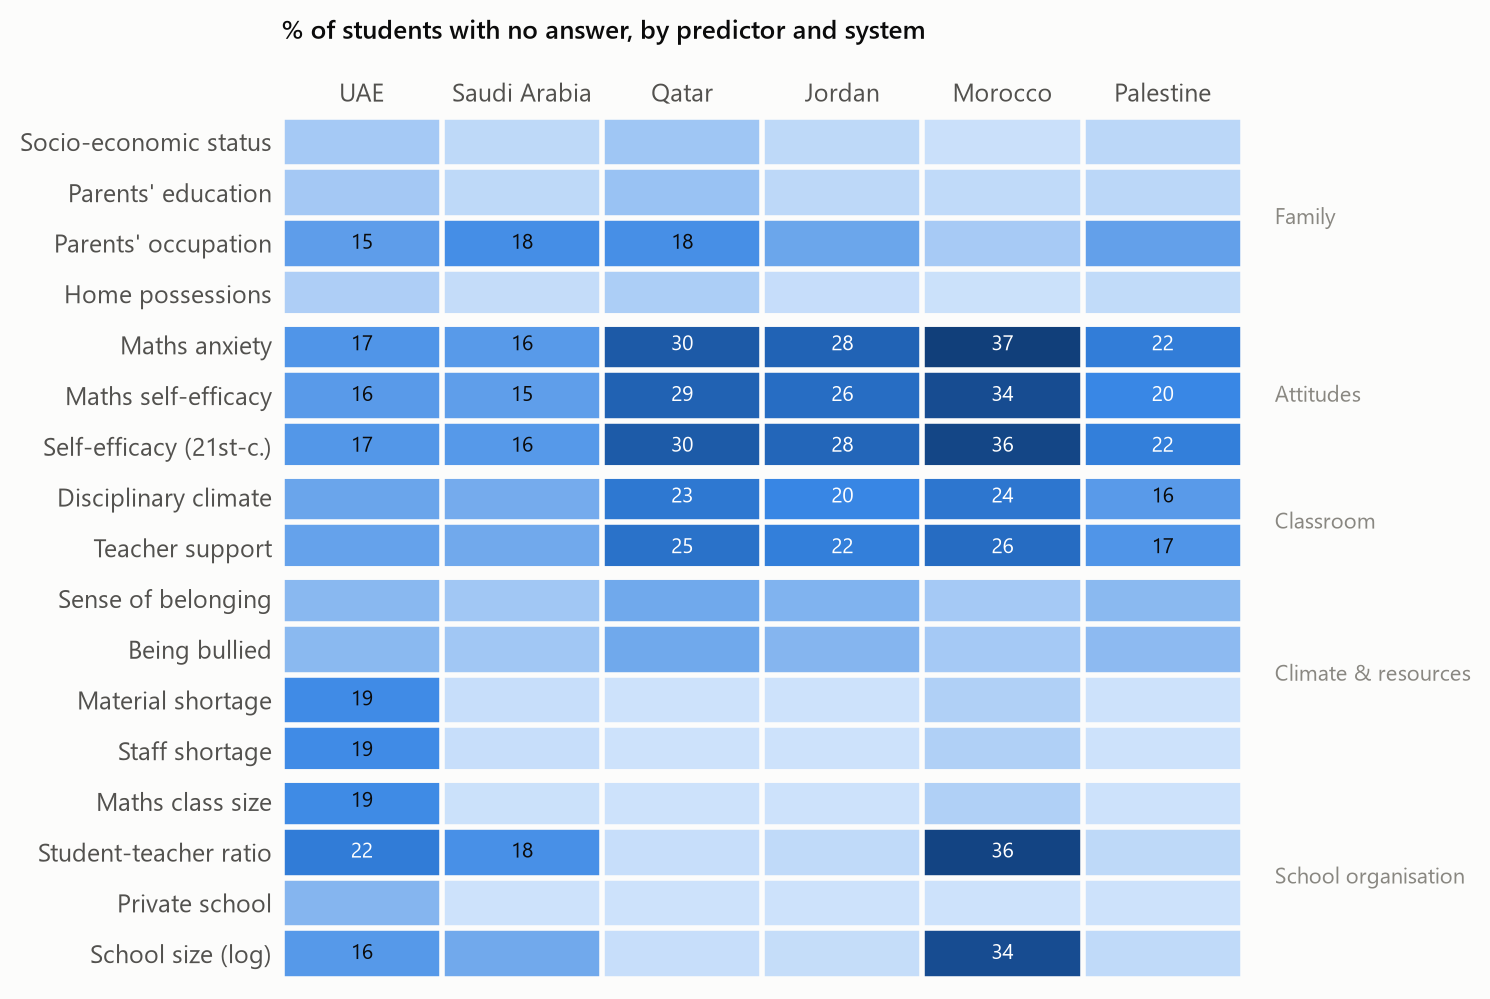 % of students with no answer, by predictor and system
UAE Saudi Arabia Qatar Jordan Morocco Palestine
Socio-economic status
Parents' education
Family
Parents' occupation 15 18 18
Home possessions
Maths anxiety 17 16 30 28 37 22
Maths self-efficacy 16 15 29 26 34 20 Attitudes
Self-efficacy (21st-c.) 17 16 30 28 36 22
Disciplinary climate 23 20 24 16
Classroom
Teacher support 25 22 26 17
Sense of belonging
Being bullied
Climate & resources
Material shortage 19
Staff shortage 19
Maths class size 19
Student-teacher ratio 22 18 36
School organisation
Private school
School size (log) 16 34